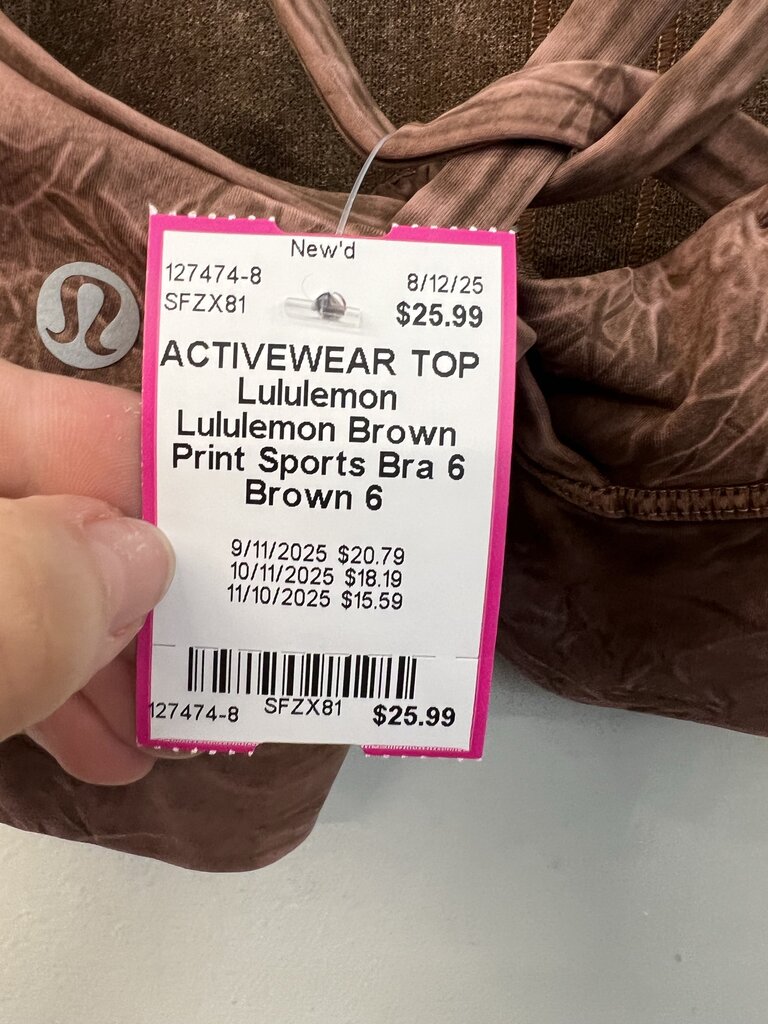 New'd
127474-8 8/12/25
SFZX81 $25.99
ACTIVEWEAR TOP
Lululemon
Lululemon Brown
Print Sports Bra 6
Brown 6
9/11/2025 $20.79
10/11/2025 $18.19
11/10/2025 $15.59
127474-8 SFZX81 $25.99